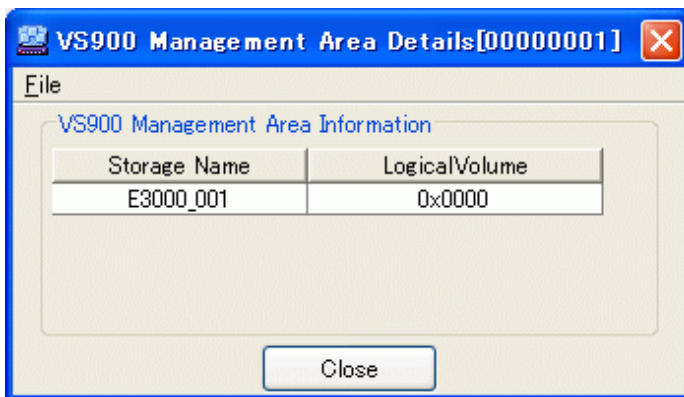 VS900 Management Area Details[00000001]
File
VS900 Management Area Information
Storage Name LogicalVolume
E3000_001 0x0000
Close